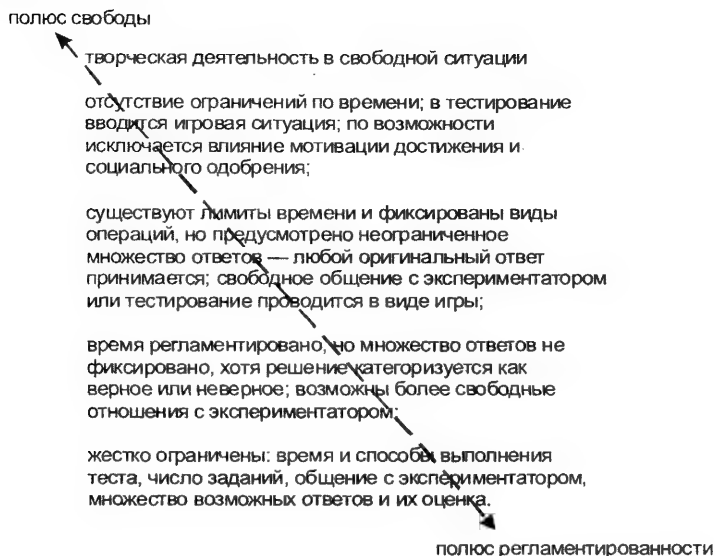 полюс свободы
творческая деятельность в свободной ситуации
отсутствие ограничений по времени; в тестирование
вводится игровая ситуация; по возможности
исключается влияние мотивации достижения и
социального одобрения;
существуют лимиты времени и фиксированы виды
операций, но предусмотрено неограниченное
множество ответов — любой оригинальный ответ
принимается; свободное общение с экспериментатором
или тестирование проводится в виде игры;
время регламентировано, но множество ответов не
фиксировано, хотя решение категоризуется как
верное или неверное; возможны более свободные
отношения с экспериментатором;
жестко ограничены: время и способы выполнения
теста, число заданий, общение с экспериментатором,
множество возможных ответов и их оценка.
полюс регламентированности